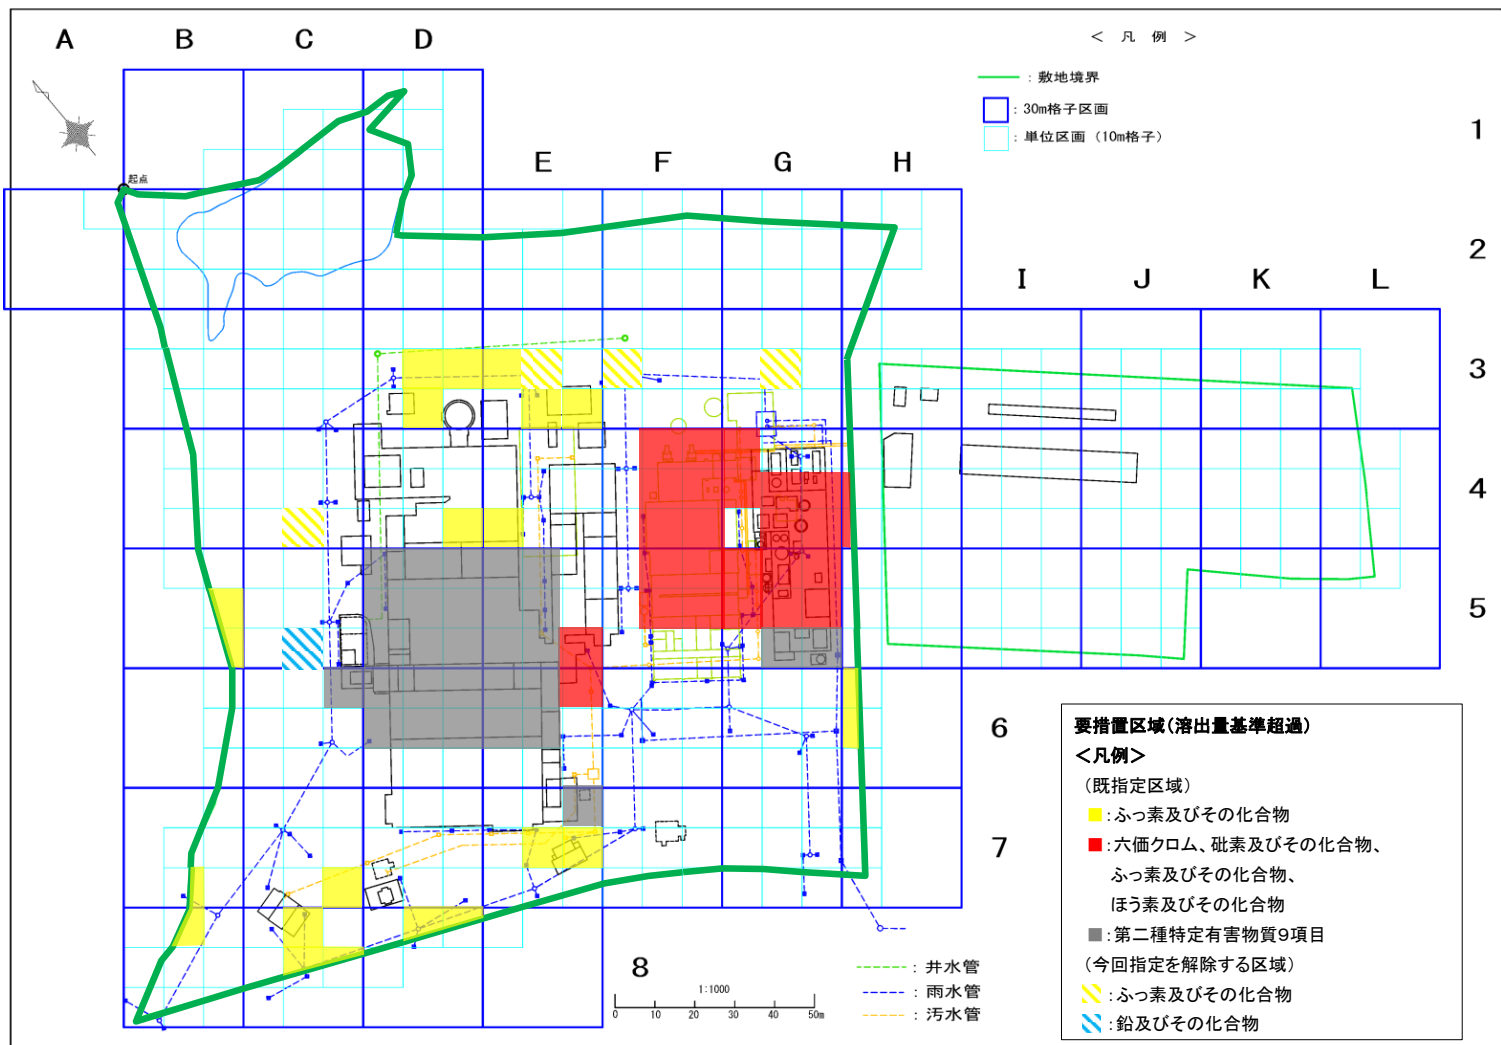 A
B
C
D
E
F
G
H
I
J
K
L
1
2
3
4
5
6
7
8
起点
＜ 凡 例 ＞
：敷地境界
：30m格子区画
：単位区画（10m格子）
要措置区域(溶出量基準超過)
＜凡例＞
（既指定区域）
：ふっ素及びその化合物
：六価クロム、砒素及びその化合物、
ふっ素及びその化合物、
ほう素及びその化合物
：第二種特定有害物質9項目
（今回指定を解除する区域）
：ふっ素及びその化合物
：鉛及びその化合物
：井水管
：雨水管
：汚水管
1:1000
0 10 20 30 40 50m